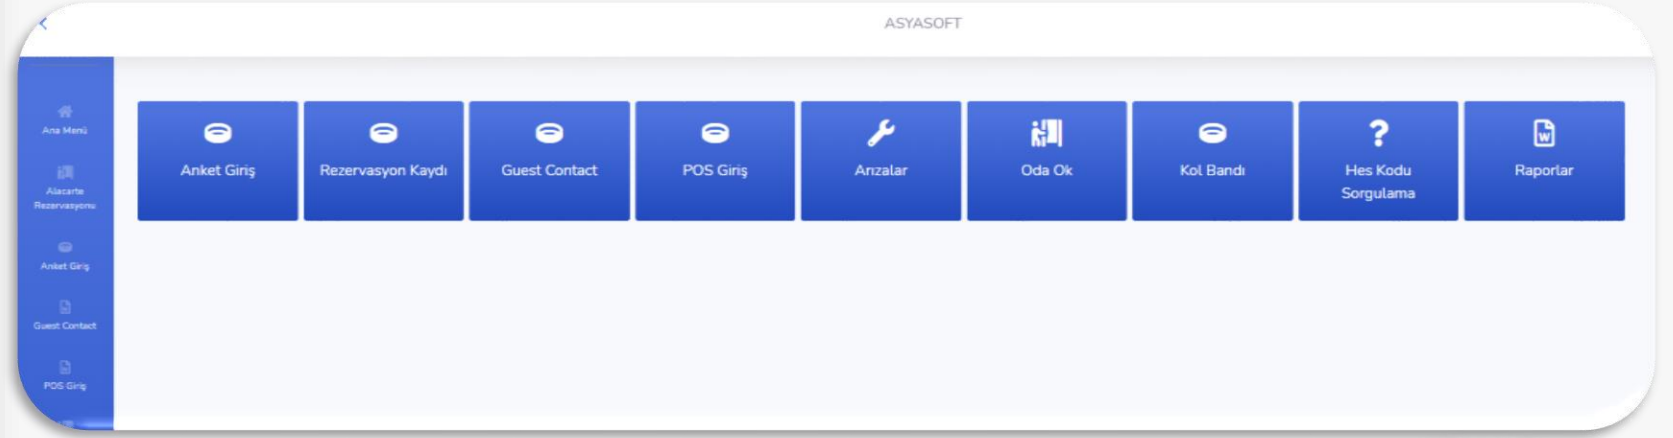 ASYASOFT
Ana Menü
Alacarte
Rezervasyonu
Anket Giriş
Guest Contact
POS Giriş
Anket Giriş
Rezervasyon Kaydı
Guest Contact
POS Giriş
Arızalar
Oda Ok
Kol Bandı
Hes Kodu
Sorgulama
Raporlar